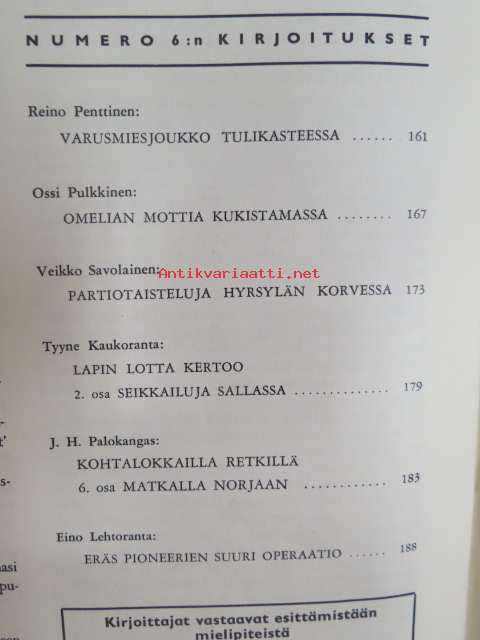 NUMERO 6:n KIRJOITUKSET
Reino Penttinen:
VARUSMIESJOUKKO TULIKASTEESSA ...... 161
Ossi Pulkkinen:
OMELIAN MOTTIA KUKISTAMASSA ........ 167
Veikko Savolainen:
Antikvariaatti.net
PARTIOTAISTELUJA HYRSYLÄN KORVESSA 173
Tyyne Kaukoranta:
LAPIN LOTTA KERTOO
2. osa SEIKKAILUJA SALLASSA .............. 179
J. H. Palokangas:
KOHTALOKKAILLA RETKILLÄ
6. osa MATKALLA NORJAAN ............ 183
Eino Lehtoranta:
ERÄS PIONEERIEN SUURI OPERAATIO ...... 188
Kirjoittajat vastaavat esittämistään
mielipiteistä